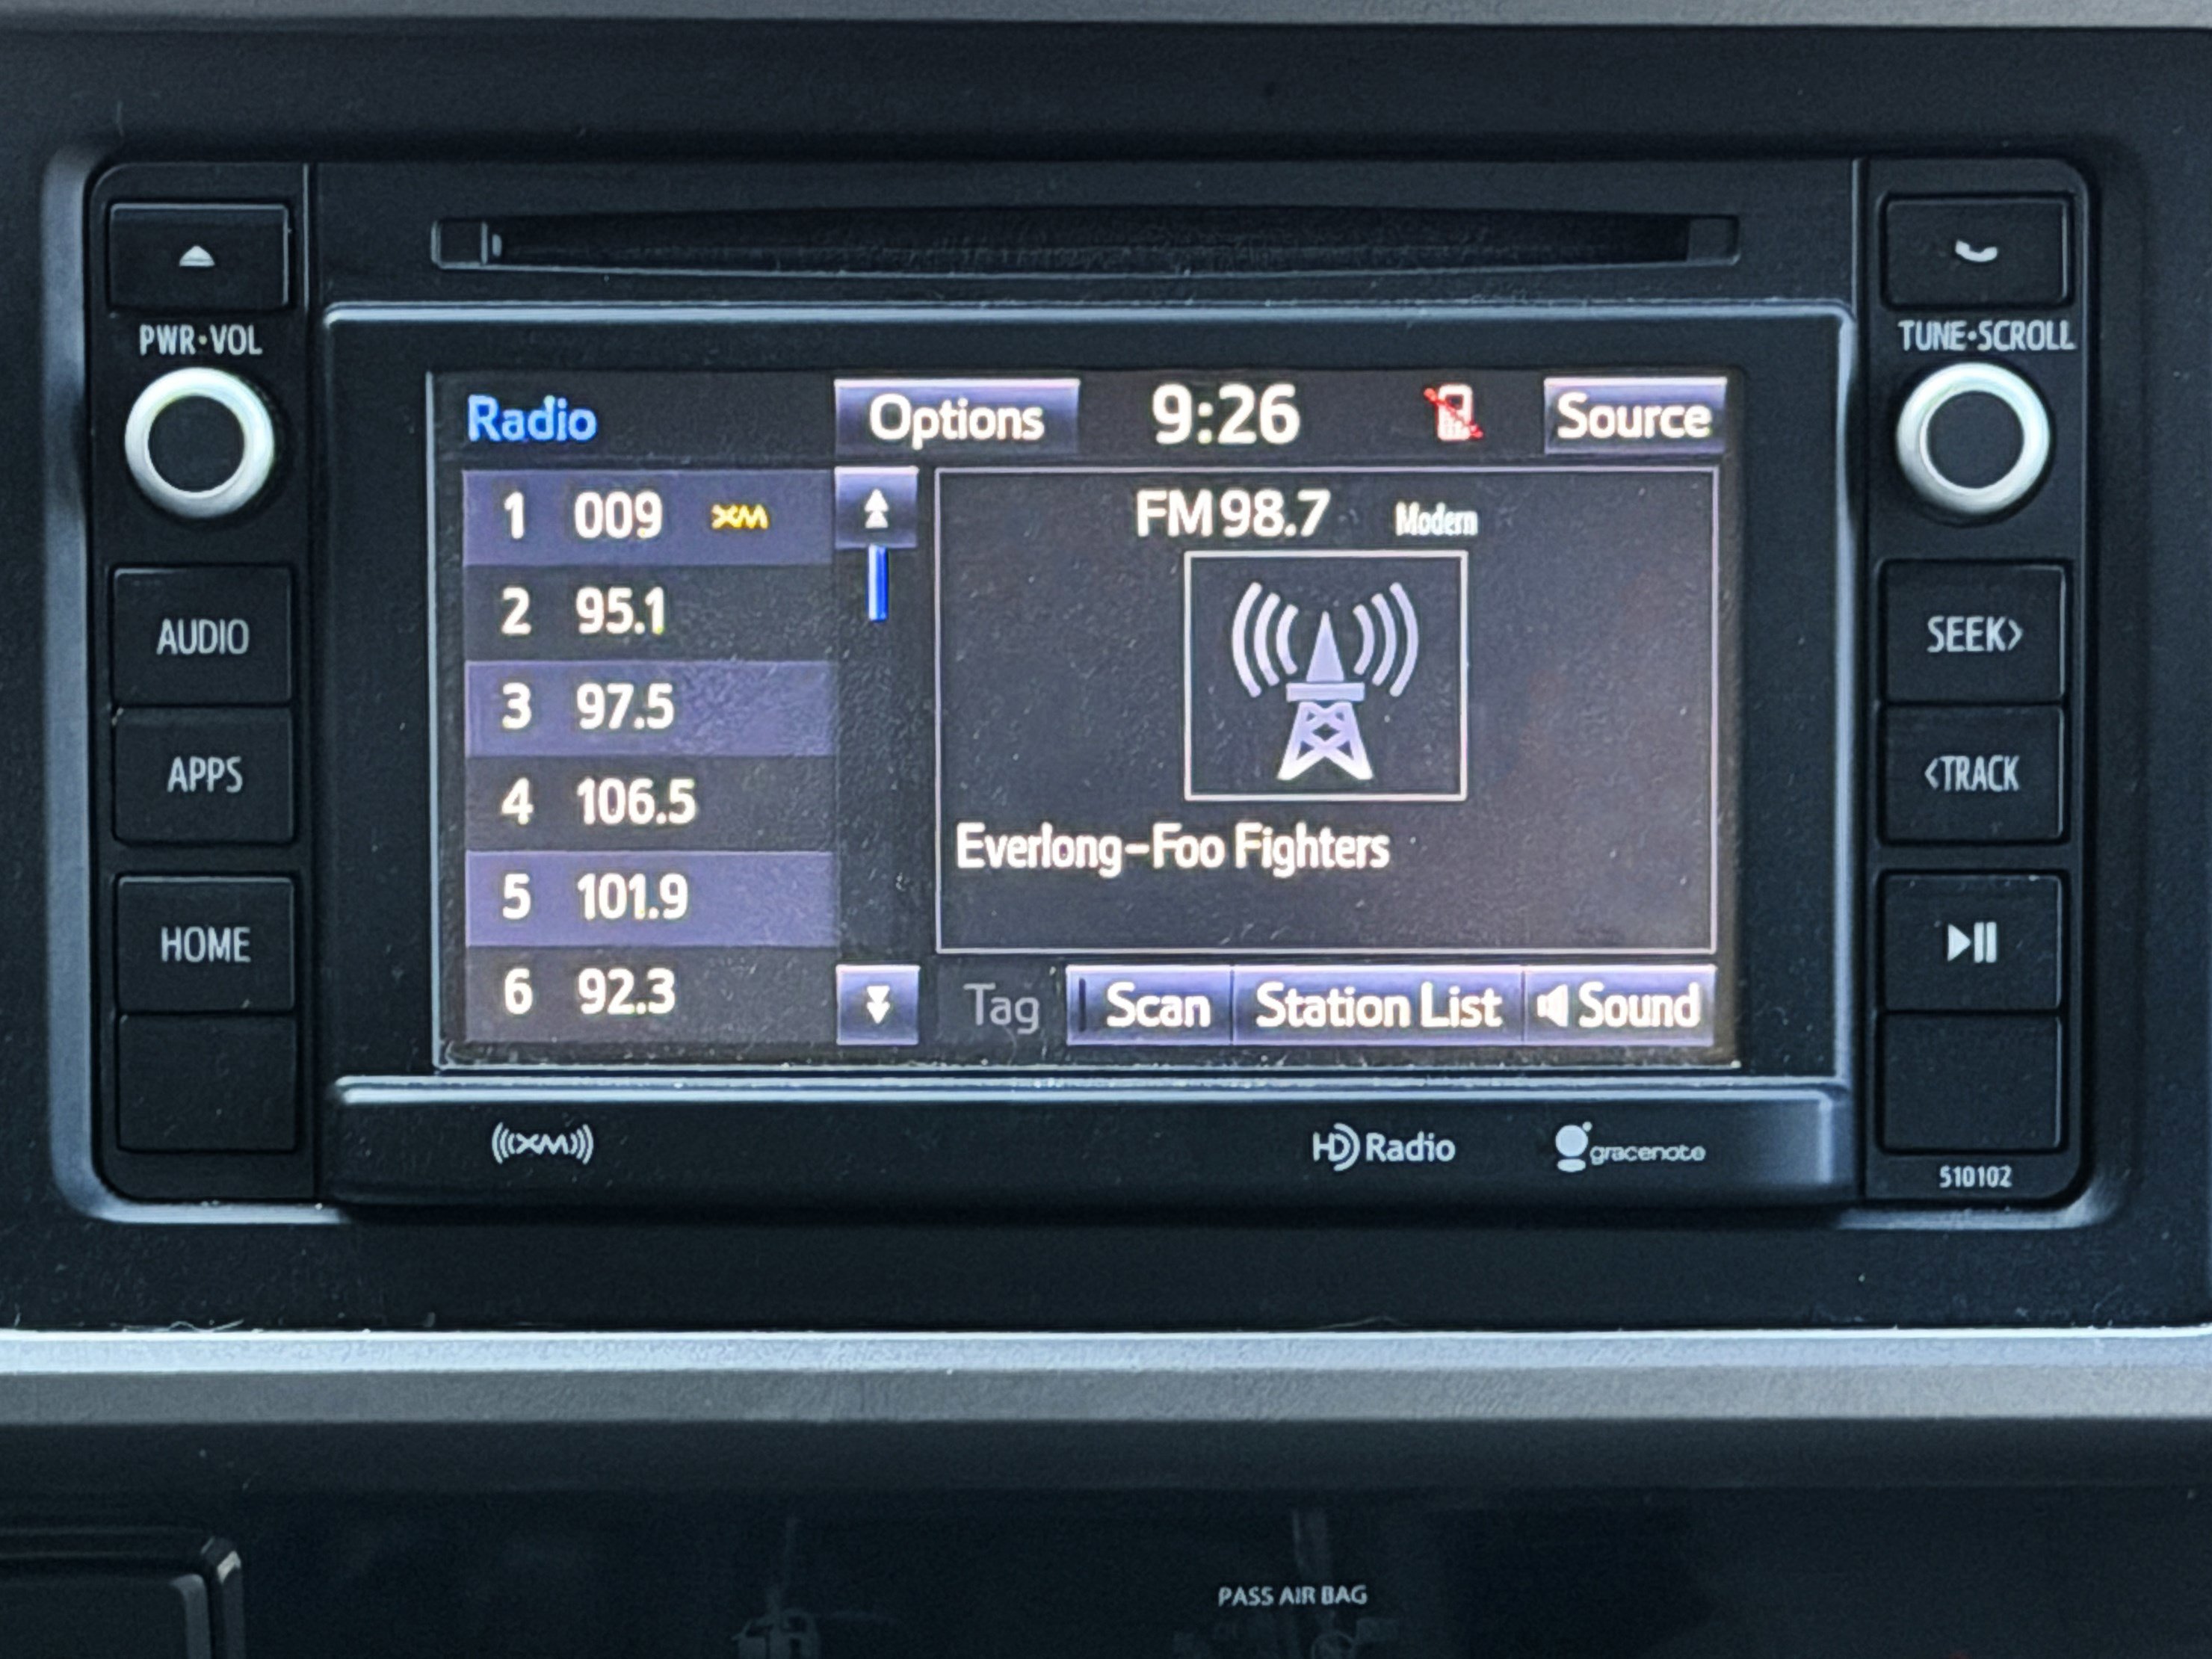 PWR•VOL
AUDIO
APPS
HOME
Radio
Options
9:26
Source
1 009 XM
2 95.1
3 97.5
4 106.5
5 101.9
6 92.3
FM 98.7 Modern
Everlong-Foo Fighters
Tag
Scan
Station List
Sound
TUNE•SCROLL
SEEK>
<TRACK
((XM))
HD Radio
gracenote
510102
PASS AIR BAG